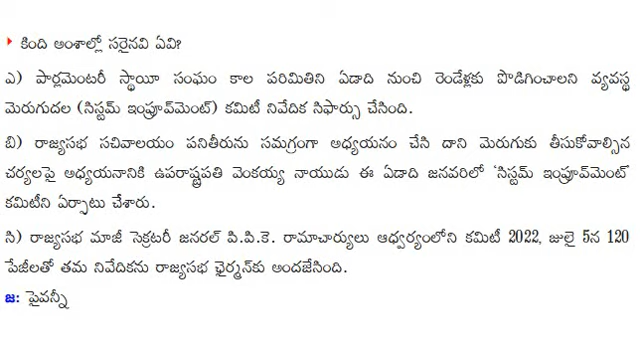 కింది అంశాల్లో సరైనవి ఏవి?
ఎ) పార్లమెంటరీ స్థాయీ సంఘం కాల పరిమితిని ఏడాది నుంచి రెండేళ్లకు పొడిగించాలని వ్యవస్థ
మెరుగుదల (సిస్టమ్ ఇంప్రూవ్‌మెంట్) కమిటీ నివేదిక సిఫార్సు చేసింది.
బి) రాజ్యసభ సచివాలయం పనితీరును సమగ్రంగా అధ్యయనం చేసి దాని మెరుగుకు తీసుకోవాల్సిన
చర్యలపై అధ్యయనానికి ఉపరాష్ట్రపతి వెంకయ్య నాయుడు ఈ ఏడాది జనవరిలో 'సిస్టమ్ ఇంప్రూవ్‌మెంట్'
కమిటీని ఏర్పాటు చేశారు.
సి) రాజ్యసభ మాజీ సెక్రటరీ జనరల్ పి.పి.కె. రామాచార్యులు ఆధ్వర్యంలోని కమిటీ 2022, జులై 5న 120
పేజీలతో తమ నివేదికను రాజ్యసభ ఛైర్మన్‌కు అందజేసింది.
జ: పైవన్నీ